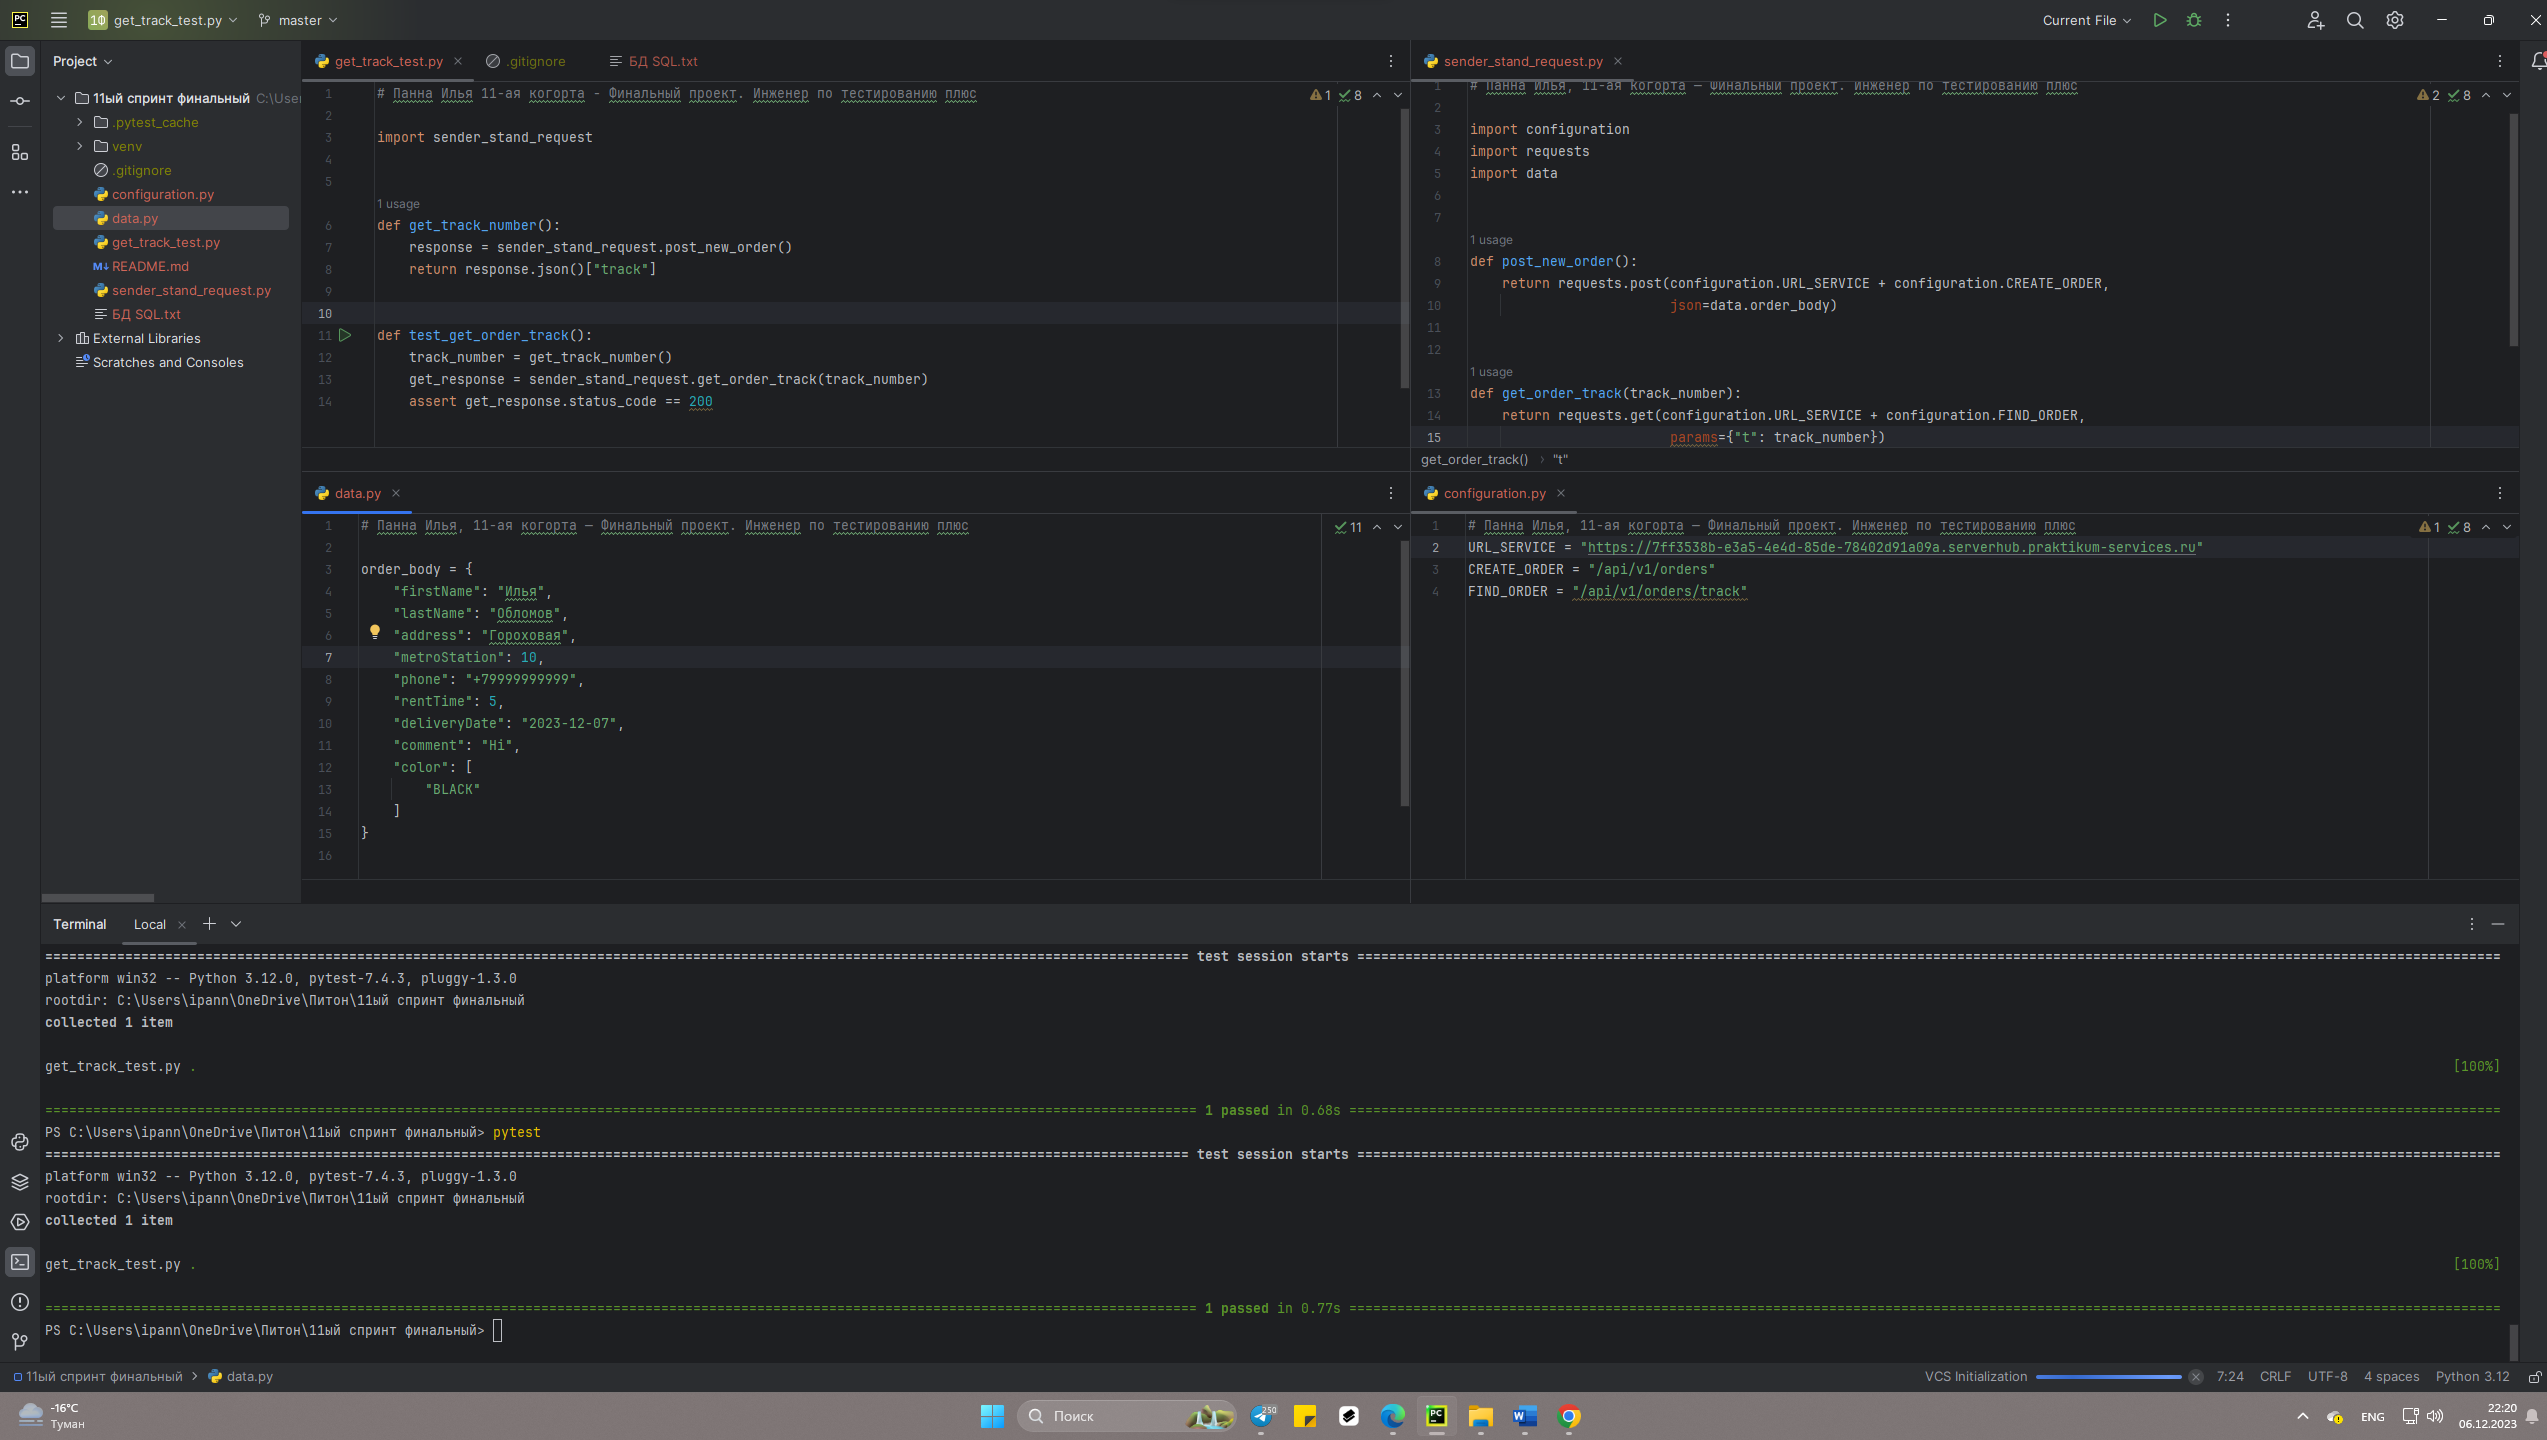 PC
10 get_track_test.py
master
Current File
Project
11ый спринт финальный C:\User
.pytest_cache
venv
.gitignore
configuration.py
data.py
get_track_test.py
README.md
sender_stand_request.py
БД SQL.txt
External Libraries
Scratches and Consoles
get_track_test.py
.gitignore
БД SQL.txt
1 8
1 # Панна Илья 11-ая когорта - Финальный проект. Инженер по тестированию плюс
2
3 import sender_stand_request
4
5
1 usage
6 def get_track_number():
7 response = sender_stand_request.post_new_order()
8 return response.json()["track"]
9
10
11 def test_get_order_track():
12 track_number = get_track_number()
13 get_response = sender_stand_request.get_order_track(track_number)
14 assert get_response.status_code == 200
sender_stand_request.py
2 8
1 # Панна Илья, 11-ая когорта — Финальный проект. Инженер по тестированию плюс
2
3 import configuration
4 import requests
5 import data
6
7
1 usage
8 def post_new_order():
9 return requests.post(configuration.URL_SERVICE + configuration.CREATE_ORDER,
10 json=data.order_body)
11
12
1 usage
13 def get_order_track(track_number):
14 return requests.get(configuration.URL_SERVICE + configuration.FIND_ORDER,
15 params={"t": track_number})
get_order_track() › "t"
data.py
11
1 # Панна Илья, 11-ая когорта — Финальный проект. Инженер по тестированию плюс
2
3 order_body = {
4 "firstName": "Илья",
5 "lastName": "Обломов",
6 "address": "Гороховая",
7 "metroStation": 10,
8 "phone": "+79999999999",
9 "rentTime": 5,
10 "deliveryDate": "2023-12-07",
11 "comment": "Hi",
12 "color": [
13 "BLACK"
14 ]
15 }
16
configuration.py
1 8
1 # Панна Илья, 11-ая когорта — Финальный проект. Инженер по тестированию плюс
2 URL_SERVICE = "https://7ff3538b-e3a5-4e4d-85de-78402d91a09a.serverhub.praktikum-services.ru"
3 CREATE_ORDER = "/api/v1/orders"
4 FIND_ORDER = "/api/v1/orders/track"
Terminal Local
test session starts
platform win32 -- Python 3.12.0, pytest-7.4.3, pluggy-1.3.0
rootdir: C:\Users\ipann\OneDrive\Питон\11ый спринт финальный
collected 1 item
get_track_test.py . [100%]
1 passed in 0.68s
PS C:\Users\ipann\OneDrive\Питон\11ый спринт финальный> pytest
test session starts
platform win32 -- Python 3.12.0, pytest-7.4.3, pluggy-1.3.0
rootdir: C:\Users\ipann\OneDrive\Питон\11ый спринт финальный
collected 1 item
get_track_test.py . [100%]
1 passed in 0.77s
PS C:\Users\ipann\OneDrive\Питон\11ый спринт финальный>
11ый спринт финальный › data.py
VCS Initialization 7:24 CRLF UTF-8 4 spaces Python 3.12
-16°C
Туман
Поиск
250
PC
W
ENG
22:20
06.12.2023